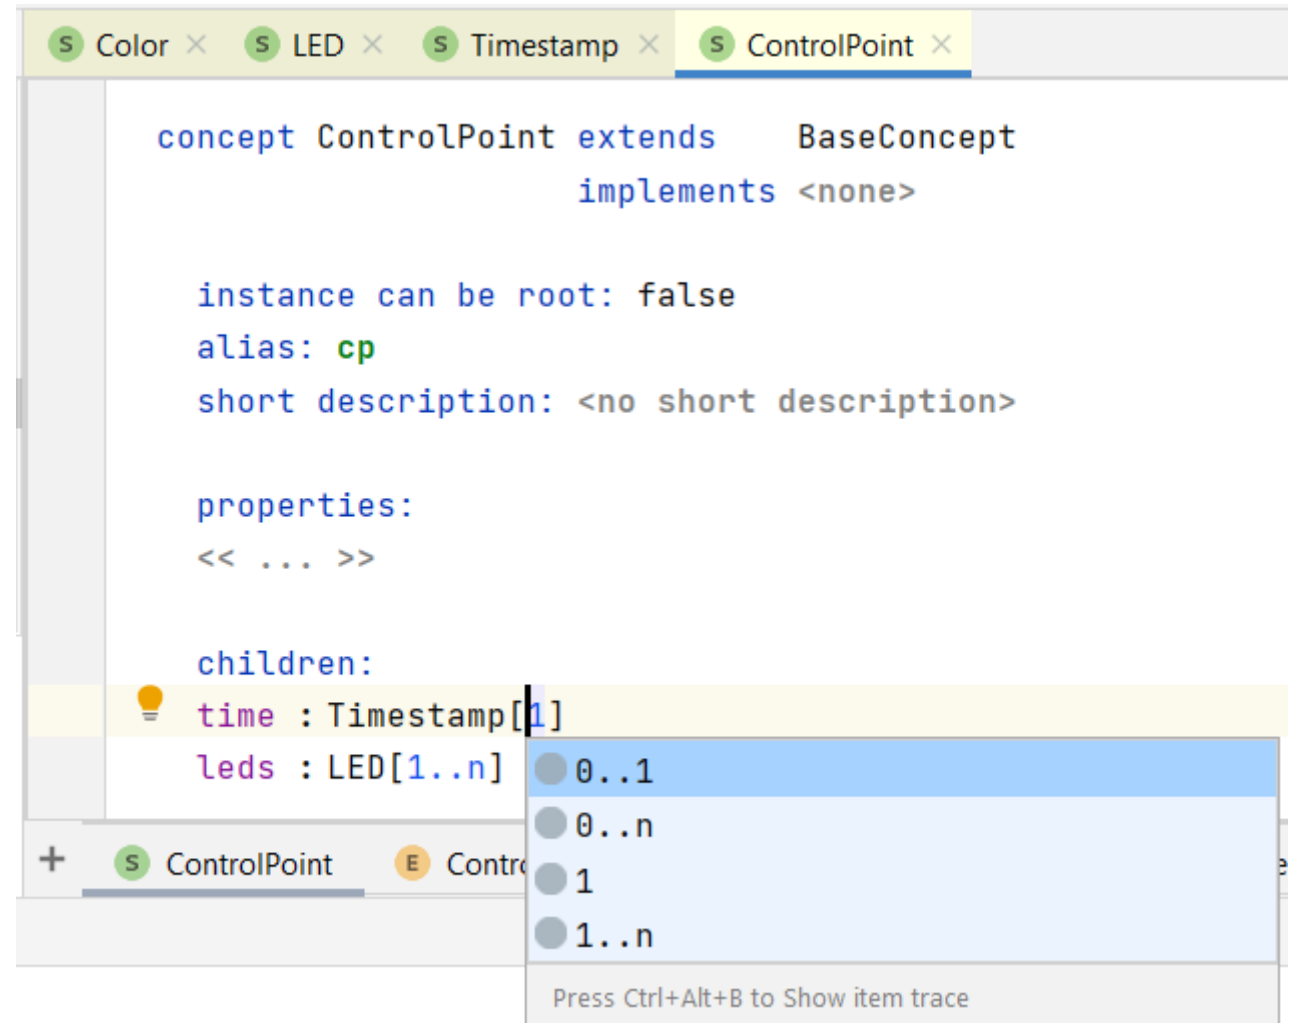 S Color × S LED × S Timestamp × S ControlPoint ×
concept ControlPoint extends BaseConcept
implements <none>
instance can be root: false
alias: cp
short description: <no short description>
properties:
<< ... >>
children:
time : Timestamp[1]
leds : LED[1..n]
0..1
0..n
1
1..n
Press Ctrl+Alt+B to Show item trace
+ S ControlPoint E Contro